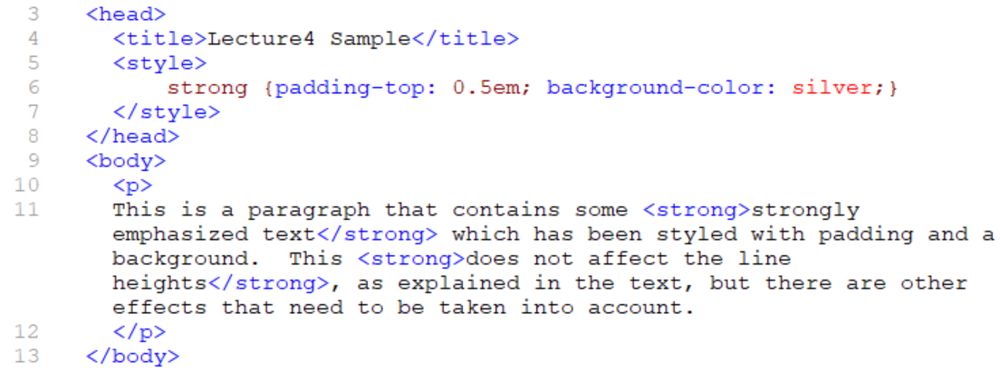 3 <head>
4 <title>Lecture4 Sample</title>
5 <style>
6 strong {padding-top: 0.5em; background-color: silver;}
7 </style>
8 </head>
9 <body>
10 <p>
11 This is a paragraph that contains some <strong>strongly
emphasized text</strong> which has been styled with padding and a
background.  This <strong>does not affect the line
heights</strong>, as explained in the text, but there are other
effects that need to be taken into account.
12 </p>
13 </body>